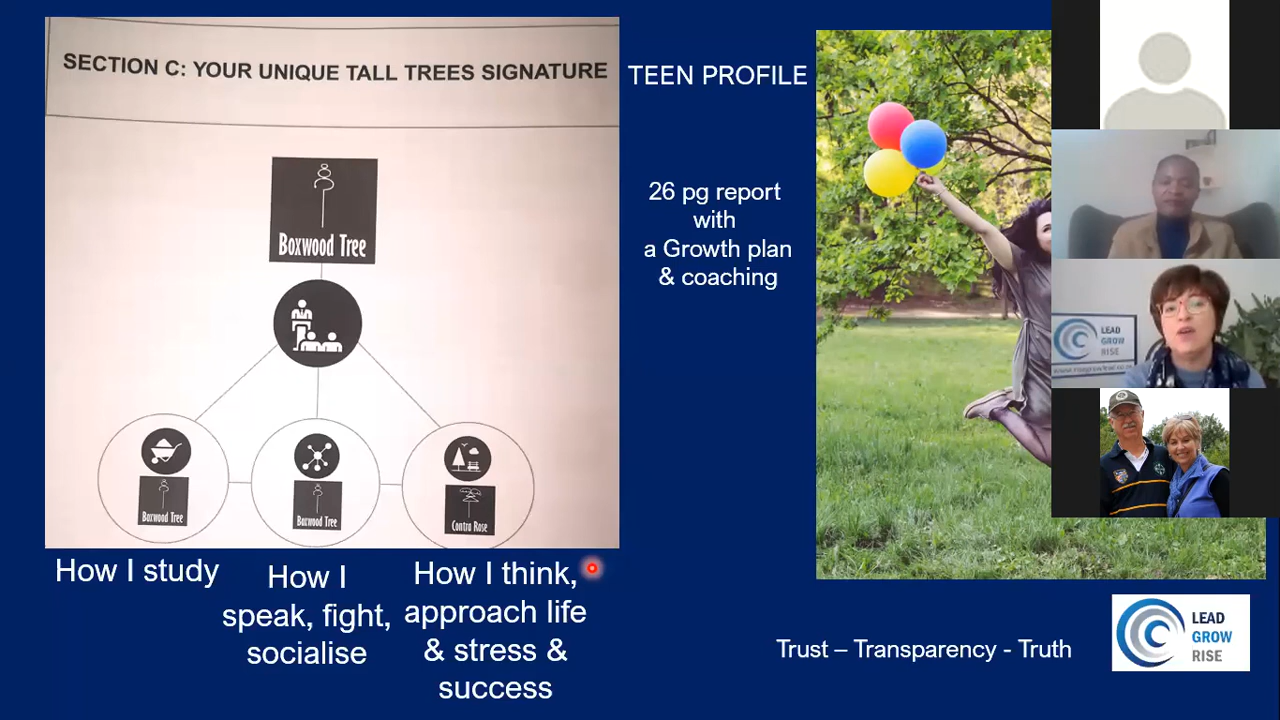 SECTION C: YOUR UNIQUE TALL TREES SIGNATURE
Boxwood Tree
Boxwood Tree
Boxwood Tree
Contra Rose
How I study
How I
speak, fight,
socialise
How I think,
approach life
& stress &
success
TEEN PROFILE
26 pg report
with
a Growth plan
& coaching
Trust – Transparency - Truth
LEAD
GROW
RISE
LEAD
GROW
RISE